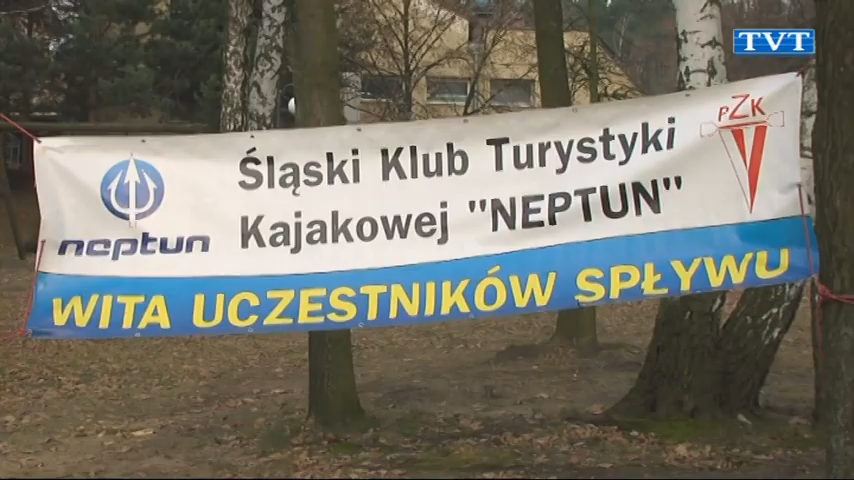 TVT
PZK
Śląski Klub Turystyki
Kajakowej "NEPTUN"
neptun
WITA UCZESTNIKÓW SPŁYWU